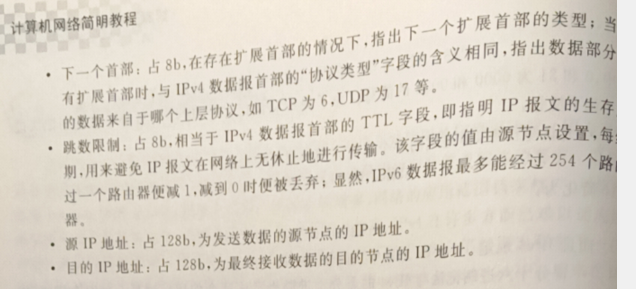 计算机网络简明教程
• 下一个首部：占 8b，在存在扩展首部的情况下，指出下一个扩展首部的类型；当
有扩展首部时，与 IPv4 数据报首部的“协议类型”字段的含义相同，指出数据部分
的数据来自于哪个上层协议，如 TCP 为 6，UDP 为 17 等。
• 跳数限制：占 8b，相当于 IPv4 数据报首部的 TTL 字段，即指明 IP 报文的生存
期，用来避免 IP 报文在网络上无休止地进行传输。该字段的值由源节点设置，每
过一个路由器便减 1，减到 0 时便被丢弃；显然，IPv6 数据报最多能经过 254 个路
器。
• 源 IP 地址：占 128b，为发送数据的源节点的 IP 地址。
• 目的 IP 地址：占 128b，为最终接收数据的目的节点的 IP 地址。